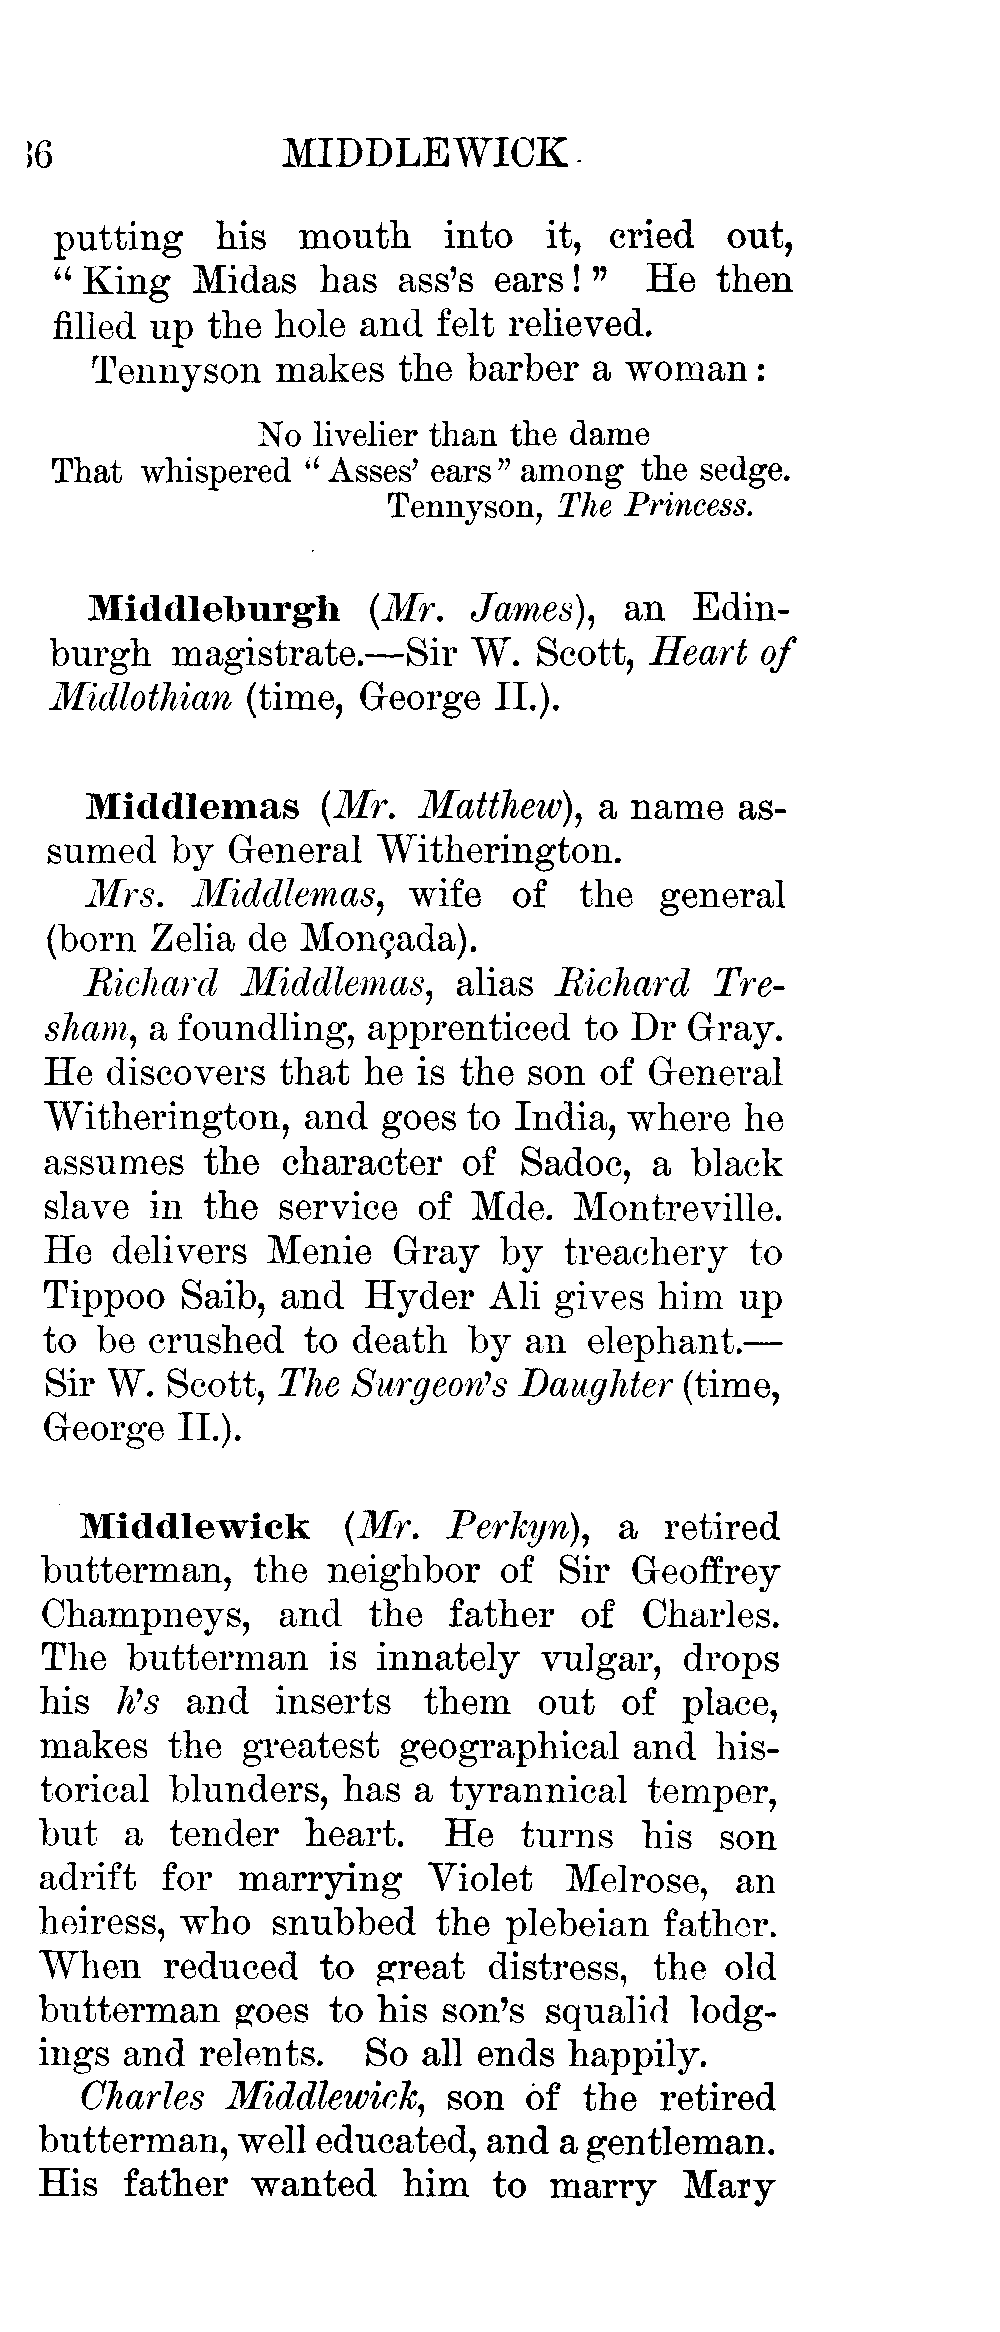 36 MIDDLEWICK.
putting his mouth into it, cried out,
“ King Midas has ass’s ears ! ” He then
filled up the hole and felt relieved.
Tennyson makes the barber a woman :
No livelier than the dame
That whispered “ Asses’ ears ” among the sedge.
Tennyson, The Princess.
Middleburgh (Mr. James), an Edin-
burgh magistrate.—Sir W. Scott, Heart of
Midlothian (time, George II.).
Middlemas (Mr. Matthew), a name as-
sumed by General Witherington.
Mrs. Middlemas, wife of the general
(born Zelia de Monçada).
Richard Middlemas, alias Richard Tre-
sham, a foundling, apprenticed to Dr Gray.
He discovers that he is the son of General
Witherington, and goes to India, where he
assumes the character of Sadoc, a black
slave in the service of Mde. Montreville.
He delivers Menie Gray by treachery to
Tippoo Saib, and Hyder Ali gives him up
to be crushed to death by an elephant.—
Sir W. Scott, The Surgeon’s Daughter (time,
George II.).
Middlewick (Mr. Perkyn), a retired
butterman, the neighbor of Sir Geoffrey
Champneys, and the father of Charles.
The butterman is innately vulgar, drops
his h’s and inserts them out of place,
makes the greatest geographical and his-
torical blunders, has a tyrannical temper,
but a tender heart. He turns his son
adrift for marrying Violet Melrose, an
heiress, who snubbed the plebeian father.
When reduced to great distress, the old
butterman goes to his son’s squalid lodg-
ings and relents. So all ends happily.
Charles Middlewick, son of the retired
butterman, well educated, and a gentleman.
His father wanted him to marry Mary